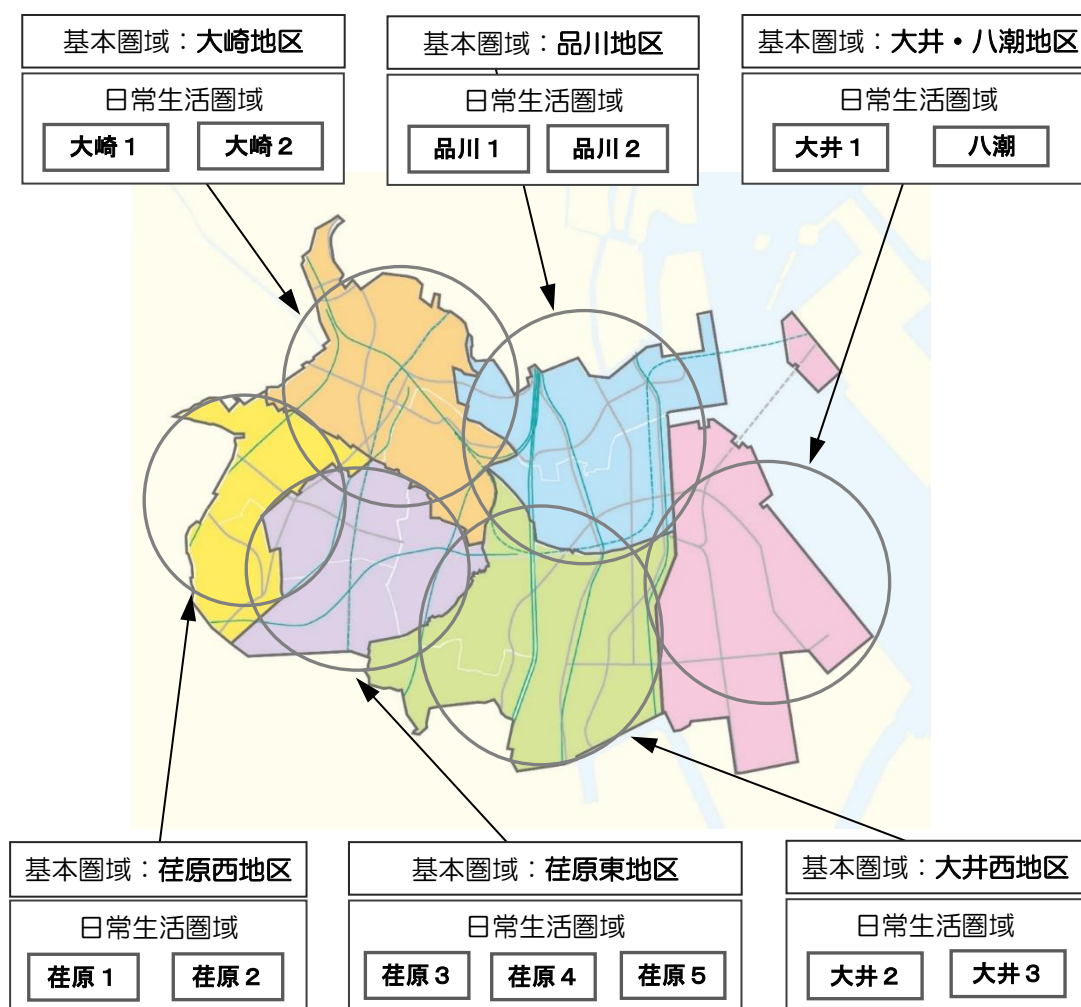 基本圏域：大崎地区
日常生活圏域
大崎１ 大崎２
基本圏域：品川地区
日常生活圏域
品川１ 品川２
基本圏域：大井・八潮地区
日常生活圏域
大井１ 八潮
基本圏域：荏原西地区
日常生活圏域
荏原１ 荏原２
基本圏域：荏原東地区
日常生活圏域
荏原３ 荏原４ 荏原５
基本圏域：大井西地区
日常生活圏域
大井２ 大井３